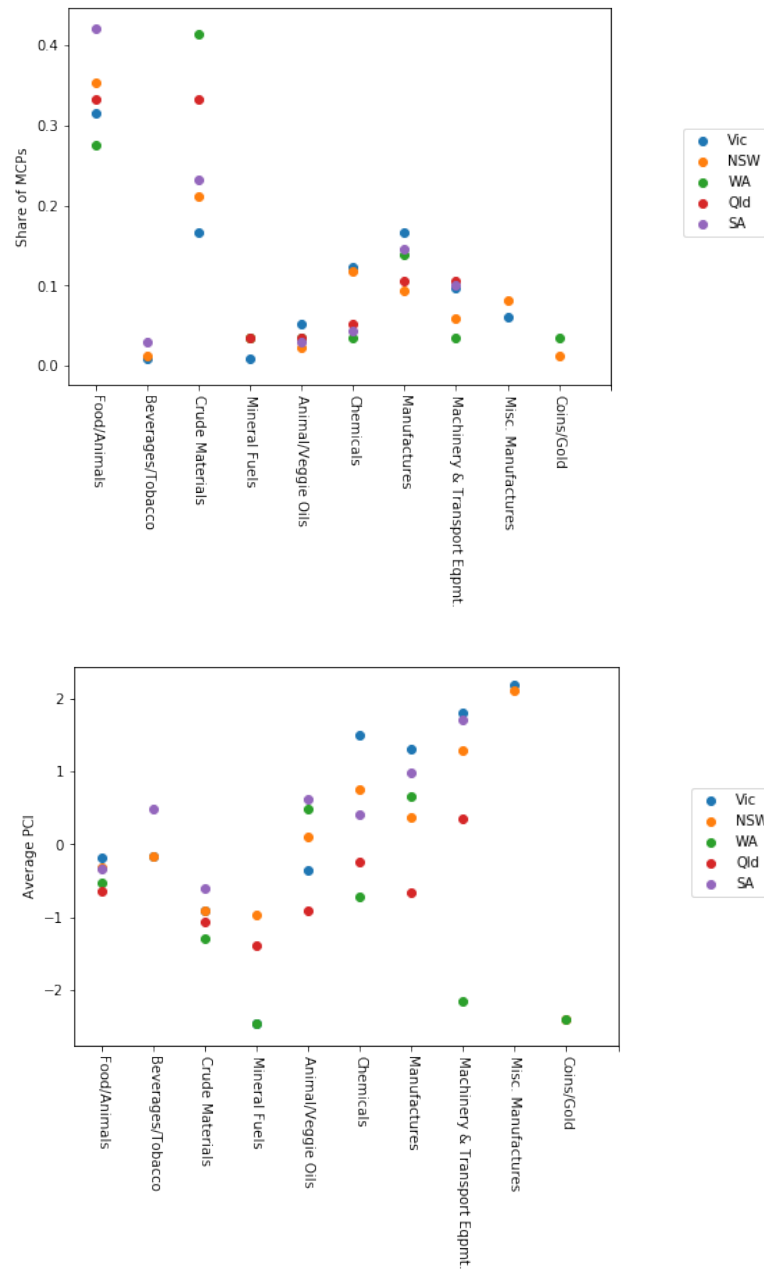 0.4
0.3
0.2
0.1
0.0
Share of MCPs
Vic
NSW
WA
Qld
SA
Food/Animals
Beverages/Tobacco
Crude Materials
Mineral Fuels
Animal/Veggie Oils
Chemicals
Manufactures
Machinery & Transport Eqpmt.
Misc. Manufactures
Coins/Gold
2
1
0
−1
−2
Average PCI
Vic
NSW
WA
Qld
SA
Food/Animals
Beverages/Tobacco
Crude Materials
Mineral Fuels
Animal/Veggie Oils
Chemicals
Manufactures
Machinery & Transport Eqpmt.
Misc. Manufactures
Coins/Gold